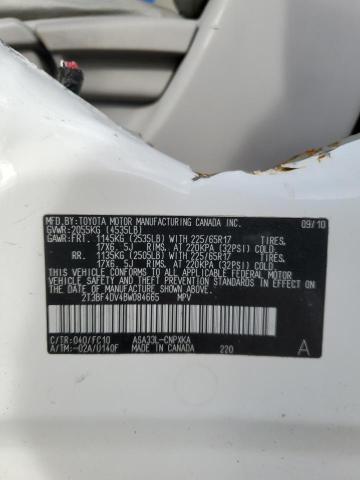 MFD.BY:TOYOTA MOTOR MANUFACTURING CANADA INC. 09/10
GVWR:2055KG (4535LB)
GAWR:FRT. 1145KG (2535LB) WITH 225/65R17 TIRES,
17X6. 5J RIMS, AT 220KPA (32PSI) COLD.
RR. 1135KG (2505LB) WITH 225/65R17 TIRES,
17X6. 5J RIMS, AT 220KPA (32PSI) COLD.
THIS VEHICLE CONFORMS TO ALL APPLICABLE FEDERAL MOTOR
VEHICLE SAFETY AND THEFT PREVENTION STANDARDS IN
EFFECT ON THE DATE OF MANUFACTURE SHOWN ABOVE.
2T3BF4DV4BW084665 MPV
C/TR:040/FC10 ASA33L-CNPXKA
A/TM:-02A/U140F MADE IN CANADA 220 A